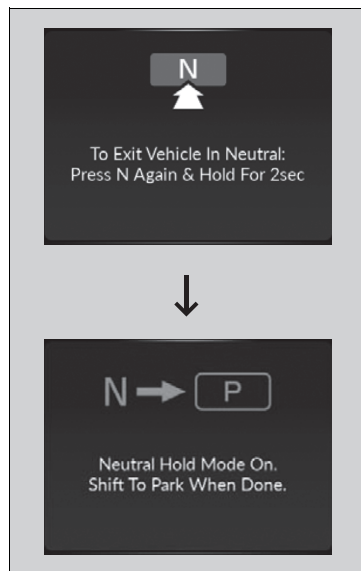 N
To Exit Vehicle In Neutral:
Press N Again & Hold For 2sec
N P
Neutral Hold Mode On.
Shift To Park When Done.